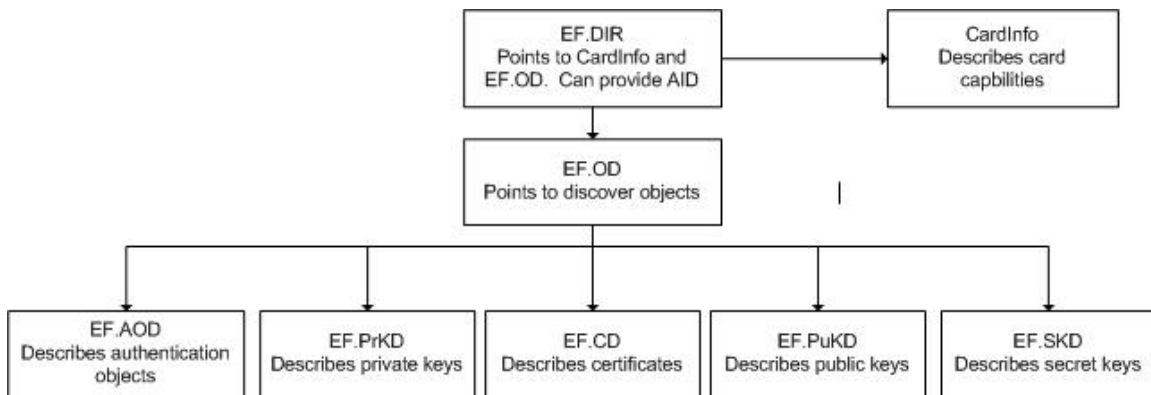 EF.DIR
Points to CardInfo and
EF.OD. Can provide AID
CardInfo
Describes card
capbilities
EF.OD
Points to discover objects
EF.AOD
Describes authentication
objects
EF.PrKD
Describes private keys
EF.CD
Describes certificates
EF.PuKD
Describes public keys
EF.SKD
Describes secret keys